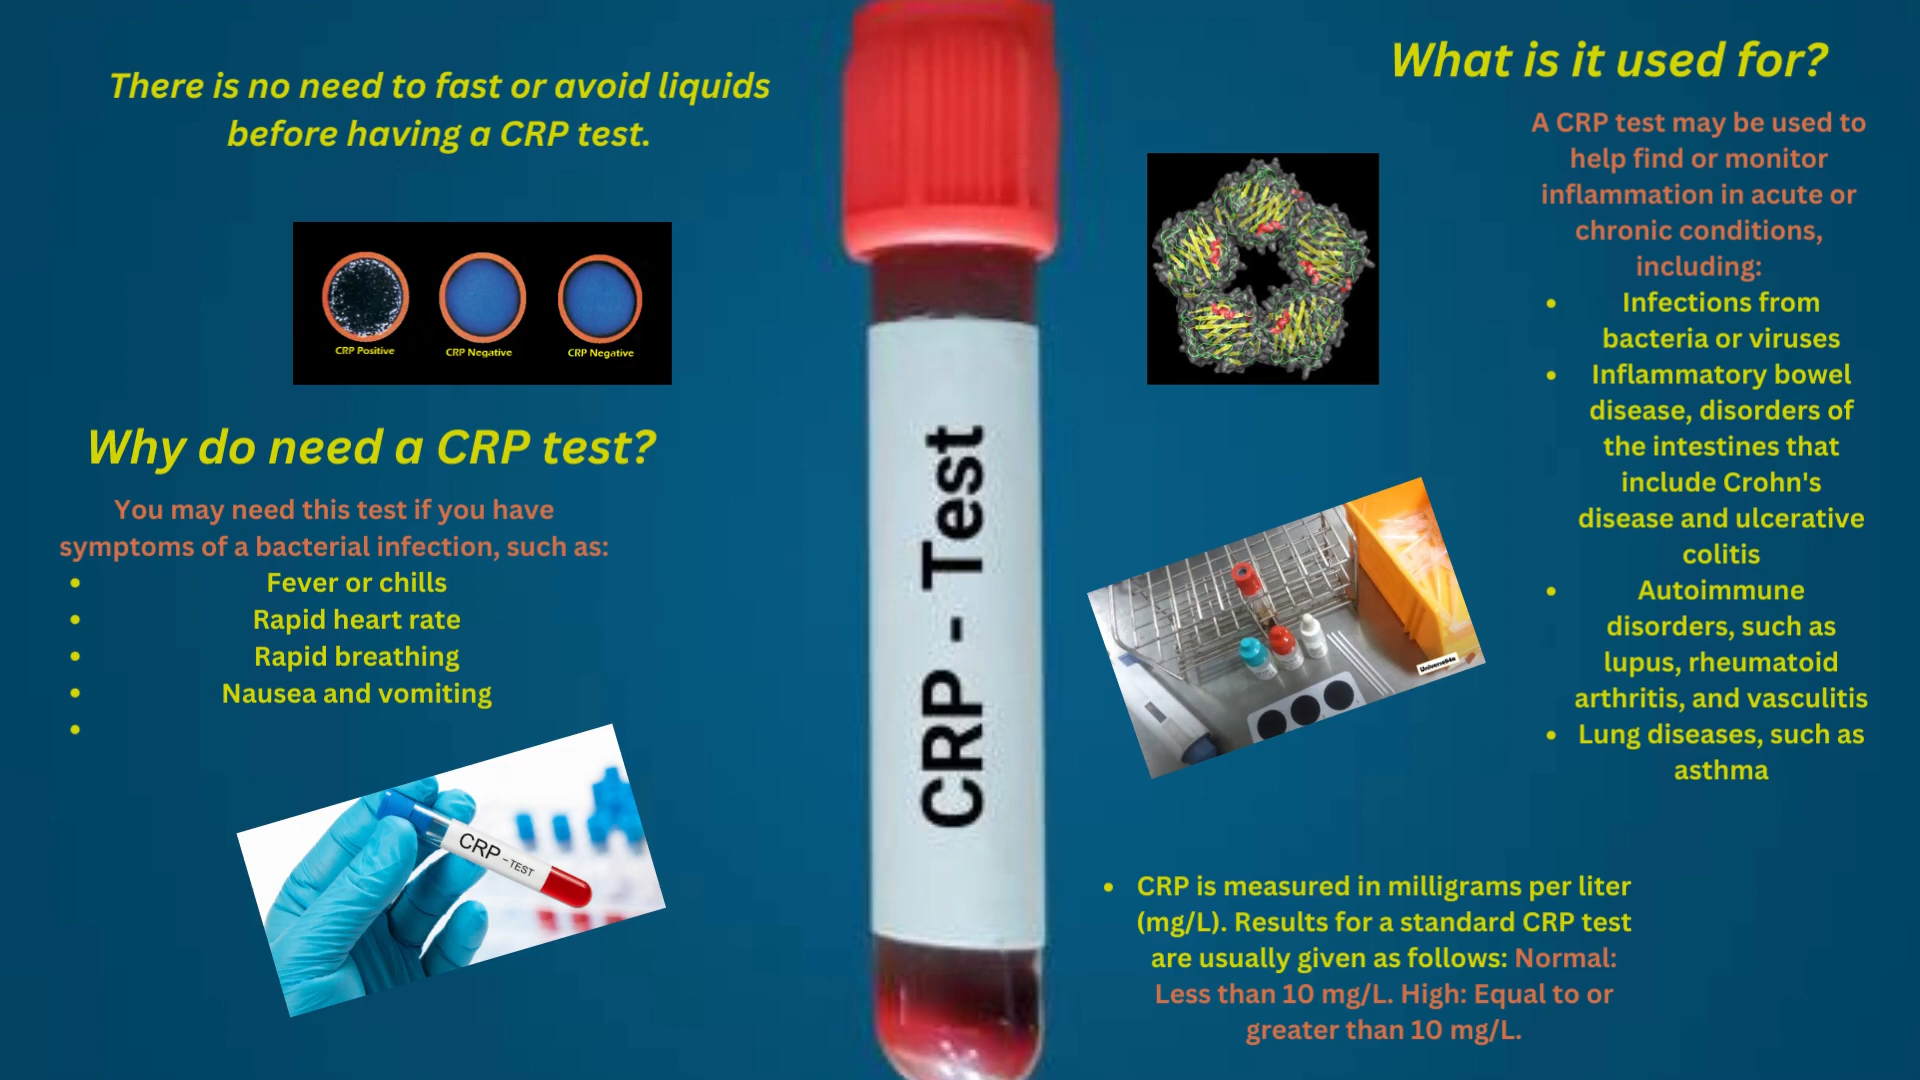 There is no need to fast or avoid liquids
before having a CRP test.
CRP Positive
CRP Negative
CRP Negative
Why do need a CRP test?
You may need this test if you have
symptoms of a bacterial infection, such as:
• Fever or chills
• Rapid heart rate
• Rapid breathing
• Nausea and vomiting
•
CRP - TEST
CRP - Test
What is it used for?
A CRP test may be used to
help find or monitor
inflammation in acute or
chronic conditions,
including:
• Infections from
bacteria or viruses
• Inflammatory bowel
disease, disorders of
the intestines that
include Crohn's
disease and ulcerative
colitis
• Autoimmune
disorders, such as
lupus, rheumatoid
arthritis, and vasculitis
• Lung diseases, such as
asthma
Universe84a
• CRP is measured in milligrams per liter
(mg/L). Results for a standard CRP test
are usually given as follows: Normal:
Less than 10 mg/L. High: Equal to or
greater than 10 mg/L.